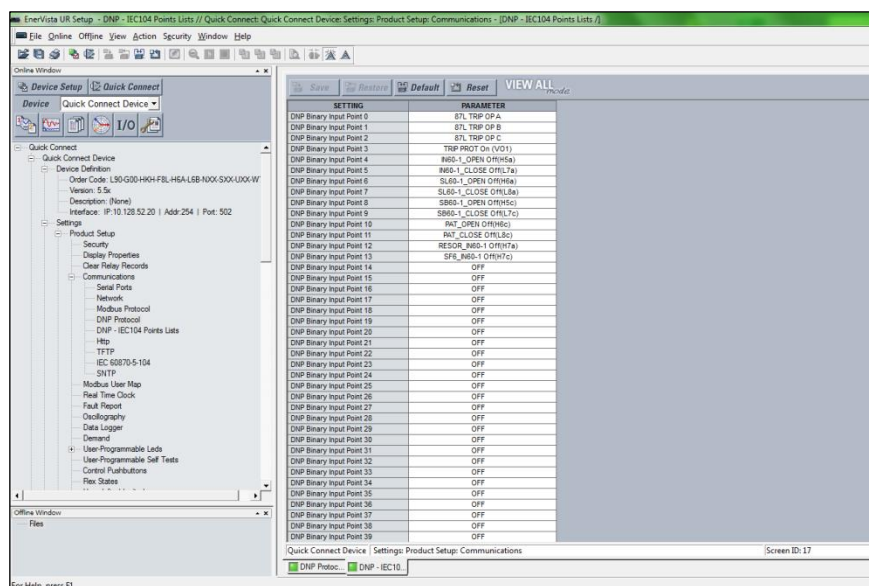 EnerVista UR Setup - DNP - IEC104 Points Lists // Quick Connect: Quick Connect Device: Settings: Product Setup: Communications - [DNP - IEC104 Points Lists /]
File Online Offline View Action Security Window Help
Online Window
Device Setup Quick Connect
Device Quick Connect Device
I/O
Quick Connect
Quick Connect Device
Device Definition
Order Code: L90-G00-HKH-F8L-H6A-L6B-NXX-SXX-UXX-W
Version: 5.5x
Description: (None)
Interface: IP:10.128.52.20 | Addr:254 | Port: 502
Settings
Product Setup
Security
Display Properties
Clear Relay Records
Communications
Serial Ports
Network
Modbus Protocol
DNP Protocol
DNP - IEC104 Points Lists
Http
TFTP
IEC 60870-5-104
SNTP
Modbus User Map
Real Time Clock
Fault Report
Oscillography
Data Logger
Demand
User-Programmable Leds
User-Programmable Self Tests
Control Pushbuttons
Flex States
Offline Window
Files
Save Restore Default Reset VIEW ALL mode
SETTING PARAMETER
DNP Binary Input Point 0 87L TRIP OP A
DNP Binary Input Point 1 87L TRIP OP B
DNP Binary Input Point 2 87L TRIP OP C
DNP Binary Input Point 3 TRIP PROT On (VO1)
DNP Binary Input Point 4 IN60-1_OPEN Off(H5a)
DNP Binary Input Point 5 IN60-1_CLOSE Off(L7a)
DNP Binary Input Point 6 SL60-1_OPEN Off(H6a)
DNP Binary Input Point 7 SL60-1_CLOSE Off(L8a)
DNP Binary Input Point 8 SB60-1_OPEN Off(H5c)
DNP Binary Input Point 9 SB60-1_CLOSE Off(L7c)
DNP Binary Input Point 10 PAT_OPEN Off(H6c)
DNP Binary Input Point 11 PAT_CLOSE Off(L8c)
DNP Binary Input Point 12 RESOR_IN60-1 Off(H7a)
DNP Binary Input Point 13 SF6_IN60-1 Off(H7c)
DNP Binary Input Point 14 OFF
DNP Binary Input Point 15 OFF
DNP Binary Input Point 16 OFF
DNP Binary Input Point 17 OFF
DNP Binary Input Point 18 OFF
DNP Binary Input Point 19 OFF
DNP Binary Input Point 20 OFF
DNP Binary Input Point 21 OFF
DNP Binary Input Point 22 OFF
DNP Binary Input Point 23 OFF
DNP Binary Input Point 24 OFF
DNP Binary Input Point 25 OFF
DNP Binary Input Point 26 OFF
DNP Binary Input Point 27 OFF
DNP Binary Input Point 28 OFF
DNP Binary Input Point 29 OFF
DNP Binary Input Point 30 OFF
DNP Binary Input Point 31 OFF
DNP Binary Input Point 32 OFF
DNP Binary Input Point 33 OFF
DNP Binary Input Point 34 OFF
DNP Binary Input Point 35 OFF
DNP Binary Input Point 36 OFF
DNP Binary Input Point 37 OFF
DNP Binary Input Point 38 OFF
DNP Binary Input Point 39 OFF
Quick Connect Device Settings: Product Setup: Communications Screen ID: 17
DNP Protoc... DNP - IEC10...
For Help, press F1